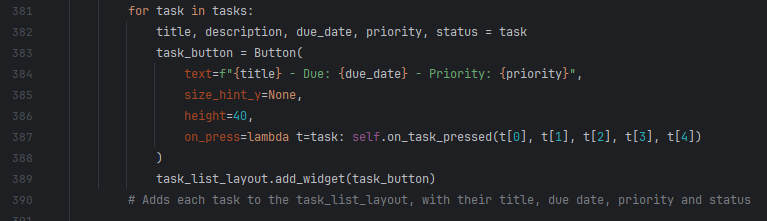 381 for task in tasks:
382 title, description, due_date, priority, status = task
383 task_button = Button(
384 text=f"{title} - Due: {due_date} - Priority: {priority}",
385 size_hint_y=None,
386 height=40,
387 on_press=lambda t=task: self.on_task_pressed(t[0], t[1], t[2], t[3], t[4])
388 )
389 task_list_layout.add_widget(task_button)
390 # Adds each task to the task_list_layout, with their title, due date, priority and status
391